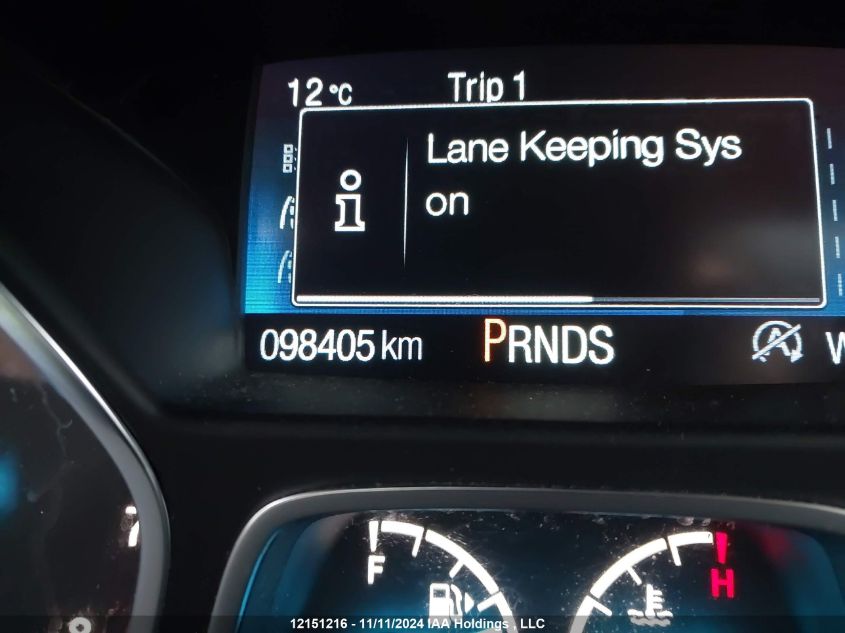 12°C Trip 1
Lane Keeping Sys
on
098405 km PRNDS
F
H
12151216 - 11/11/2024 IAA Holdings , LLC